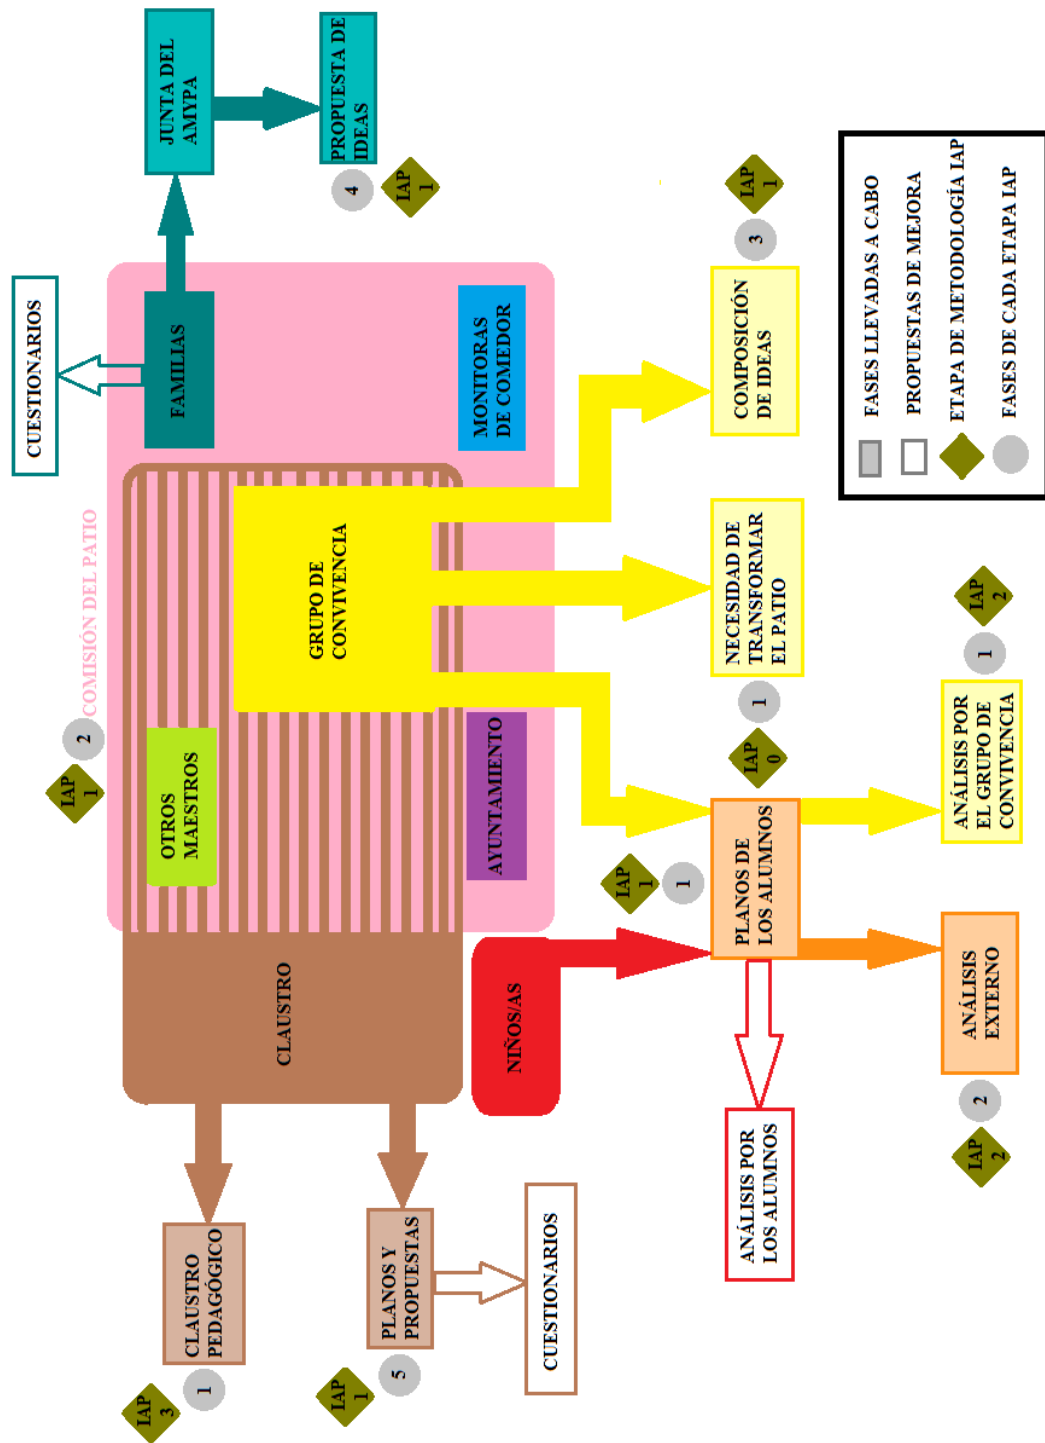 CUESTIONARIOS
IAP
1
2
COMISIÓN DEL PATIO
IAP
3
1
CLAUSTRO
PEDAGÓGICO
OTROS
MAESTROS
FAMILIAS
JUNTA DEL
AMYPA
CLAUSTRO
GRUPO DE
CONVIVENCIA
PROPUESTA DE
IDEAS
4
IAP
1
IAP
1
5
PLANOS Y
PROPUESTAS
CUESTIONARIOS
NIÑOS/AS
AYUNTAMIENTO
MONITORAS
DE COMEDOR
IAP
1
1
ANÁLISIS POR
LOS ALUMNOS
PLANOS DE
LOS ALUMNOS
IAP
0
1
NECESIDAD DE
TRANSFORMAR
EL PATIO
COMPOSICIÓN
DE IDEAS
3
IAP
1
IAP
2
2
ANÁLISIS
EXTERNO
ANÁLISIS POR
EL GRUPO DE
CONVIVENCIA
1
IAP
2
FASES LLEVADAS A CABO
PROPUESTAS DE MEJORA
ETAPA DE METODOLOGÍA IAP
FASES DE CADA ETAPA IAP